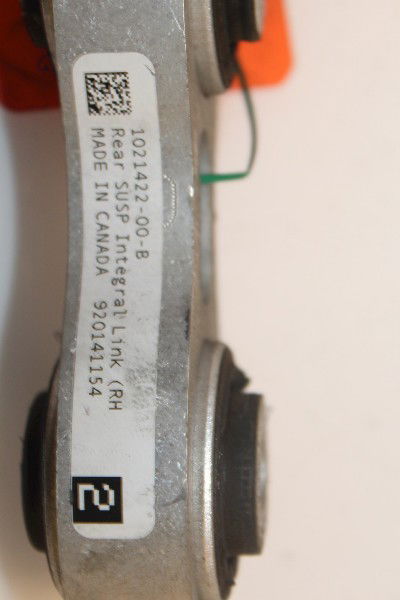 1021422-00-B
Rear SUSP Integral Link (RH
MADE IN CANADA 920141154
2